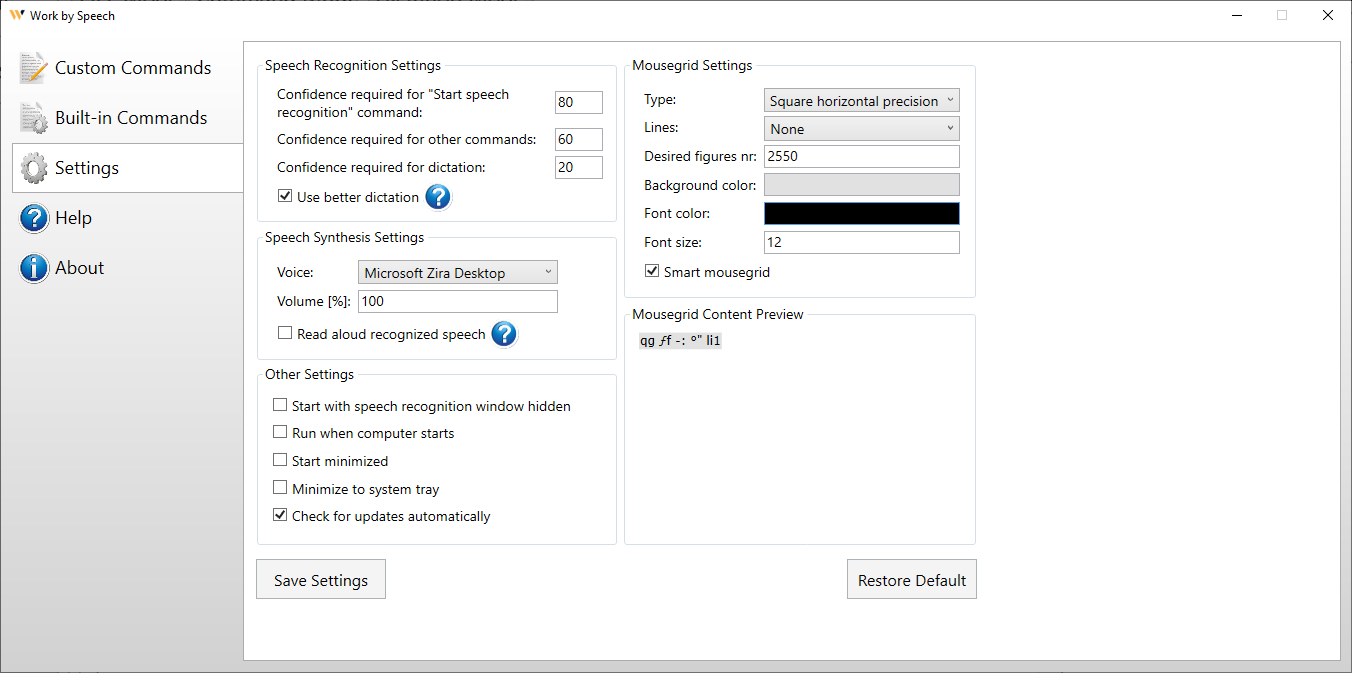 Work by Speech
Custom Commands
Built-in Commands
Settings
Help
About
Speech Recognition Settings
Confidence required for "Start speech
recognition" command:
80
Confidence required for other commands:
60
Confidence required for dictation:
20
Use better dictation
Speech Synthesis Settings
Voice:
Microsoft Zira Desktop
Volume [%]:
100
Read aloud recognized speech
Other Settings
Start with speech recognition window hidden
Run when computer starts
Start minimized
Minimize to system tray
Check for updates automatically
Save Settings
Mousegrid Settings
Type:
Square horizontal precision
Lines:
None
Desired figures nr:
2550
Background color:
Font color:
Font size:
12
Smart mousegrid
Mousegrid Content Preview
qg ƒf -: º" li1
Restore Default